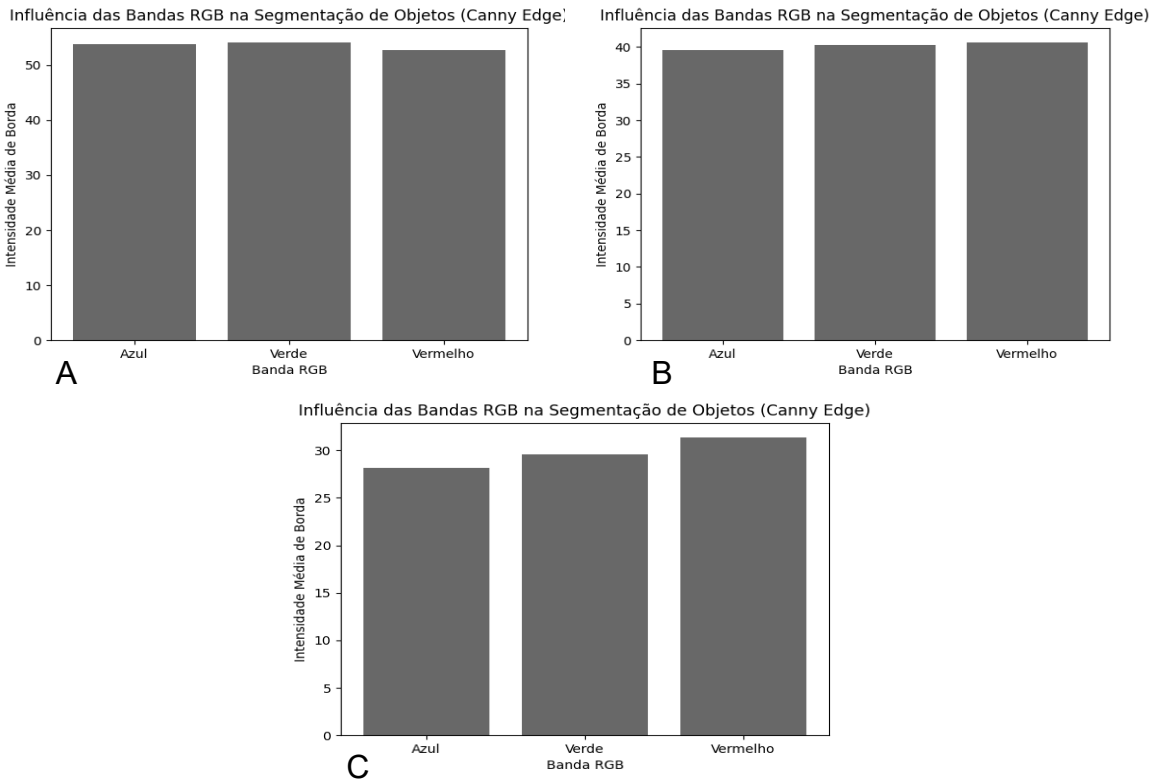 Influência das Bandas RGB na Segmentação de Objetos (Canny Edge)
Intensidade Média de Borda
50
40
30
20
10
0
Azul Verde Vermelho
Banda RGB
A
Influência das Bandas RGB na Segmentação de Objetos (Canny Edge)
Intensidade Média de Borda
40
35
30
25
20
15
10
5
0
Azul Verde Vermelho
Banda RGB
B
Influência das Bandas RGB na Segmentação de Objetos (Canny Edge)
Intensidade Média de Borda
30
25
20
15
10
5
0
Azul Verde Vermelho
Banda RGB
C